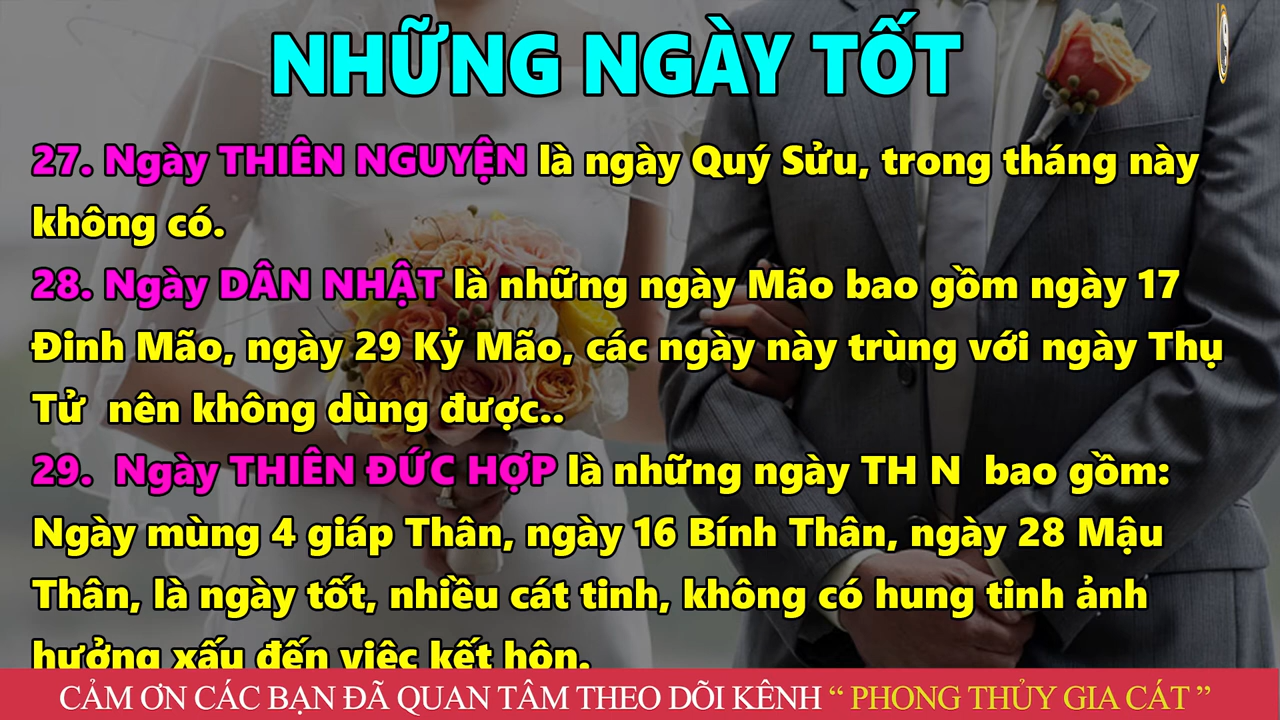 NHỮNG NGÀY TỐT
27. Ngày THIÊN NGUYỆN là ngày Quý Sửu, trong tháng này
không có.
28. Ngày DÂN NHẬT là những ngày Mão bao gồm ngày 17
Đinh Mão, ngày 29 Kỷ Mão, các ngày này trùng với ngày Thụ
Tử  nên không dùng được..
29.  Ngày THIÊN ĐỨC HỢP là những ngày TH N  bao gồm:
Ngày mùng 4 giáp Thân, ngày 16 Bính Thân, ngày 28 Mậu
Thân, là ngày tốt, nhiều cát tinh, không có hung tinh ảnh
hưởng xấu đến việc kết hôn.
CẢM ƠN CÁC BẠN ĐÃ QUAN TÂM THEO DÕI KÊNH “ PHONG THỦY GIA CÁT ”